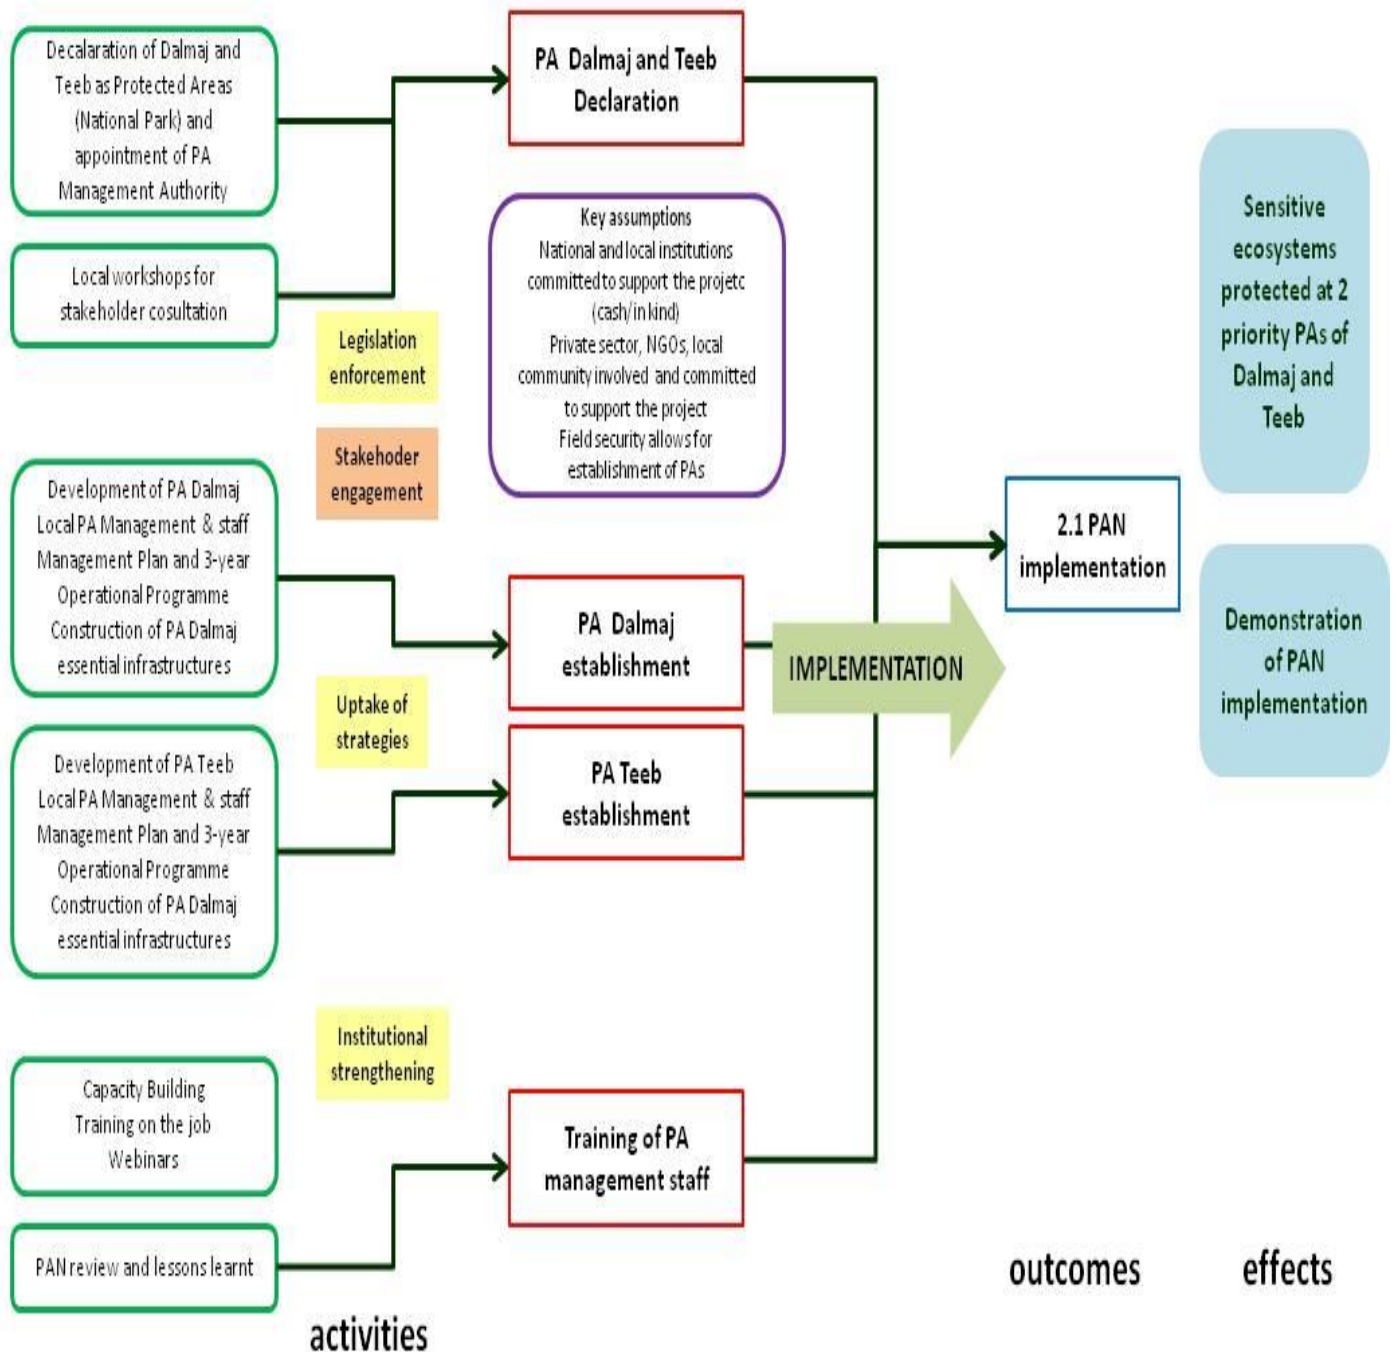 Decalaration of Dalmaj and
Teeb as Protected Areas
(National Park) and
appointment of PA
Management Authority
Local workshops for
stakeholder cosultation
Development of PA Dalmaj
Local PA Management & staff
Management Plan and 3-year
Operational Programme
Construction of PA Dalmaj
essential infrastructures
Development of PA Teeb
Local PA Management & staff
Management Plan and 3-year
Operational Programme
Construction of PA Dalmaj
essential infrastructures
Capacity Building
Training on the job
Webinars
PAN review and lessons learnt
Legislation
enforcement
Stakehoder
engagement
Uptake of
strategies
Institutional
strengthening
activities
PA Dalmaj and Teeb
Declaration
Key assumptions
National and local institutions
committed to support the projetc
(cash/in kind)
Private sector, NGOs, local
community involved and committed
to support the project
Field security allows for
establishment of PAs
PA Dalmaj
establishment
PA Teeb
establishment
Training of PA
management staff
IMPLEMENTATION
2.1 PAN
implementation
outcomes
Sensitive
ecosystems
protected at 2
priority PAs of
Dalmaj and
Teeb
Demonstration
of PAN
implementation
effects